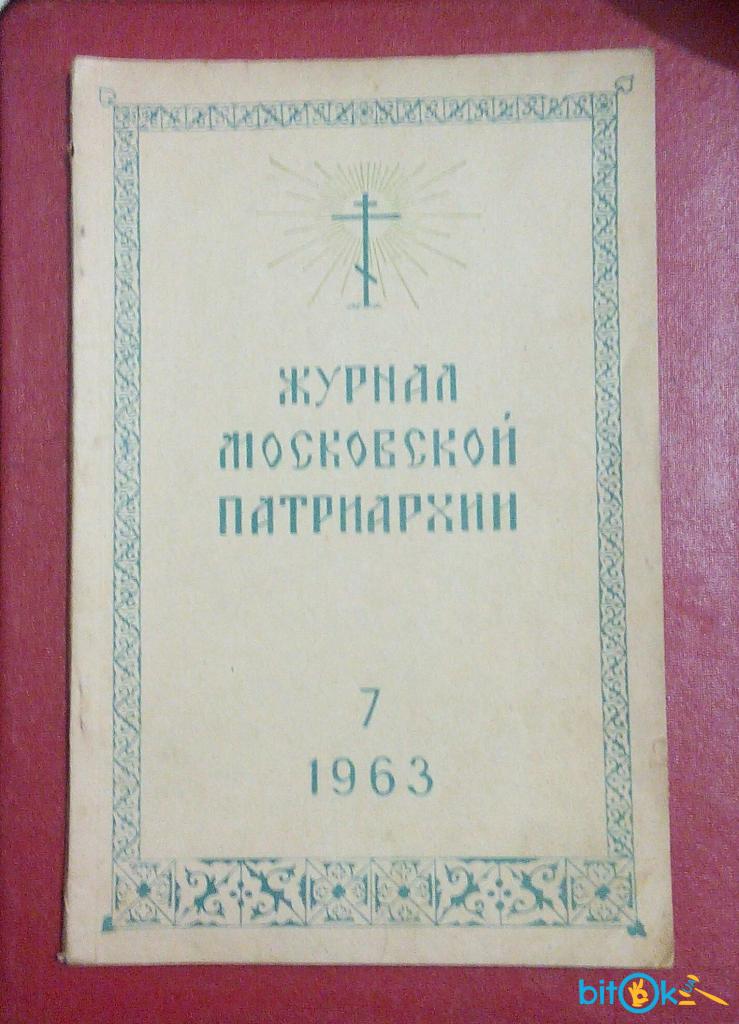 ЖУРНАЛ
МОСКОВСКОЙ
ПАТРИАРХИИ
7
1963
bitOk